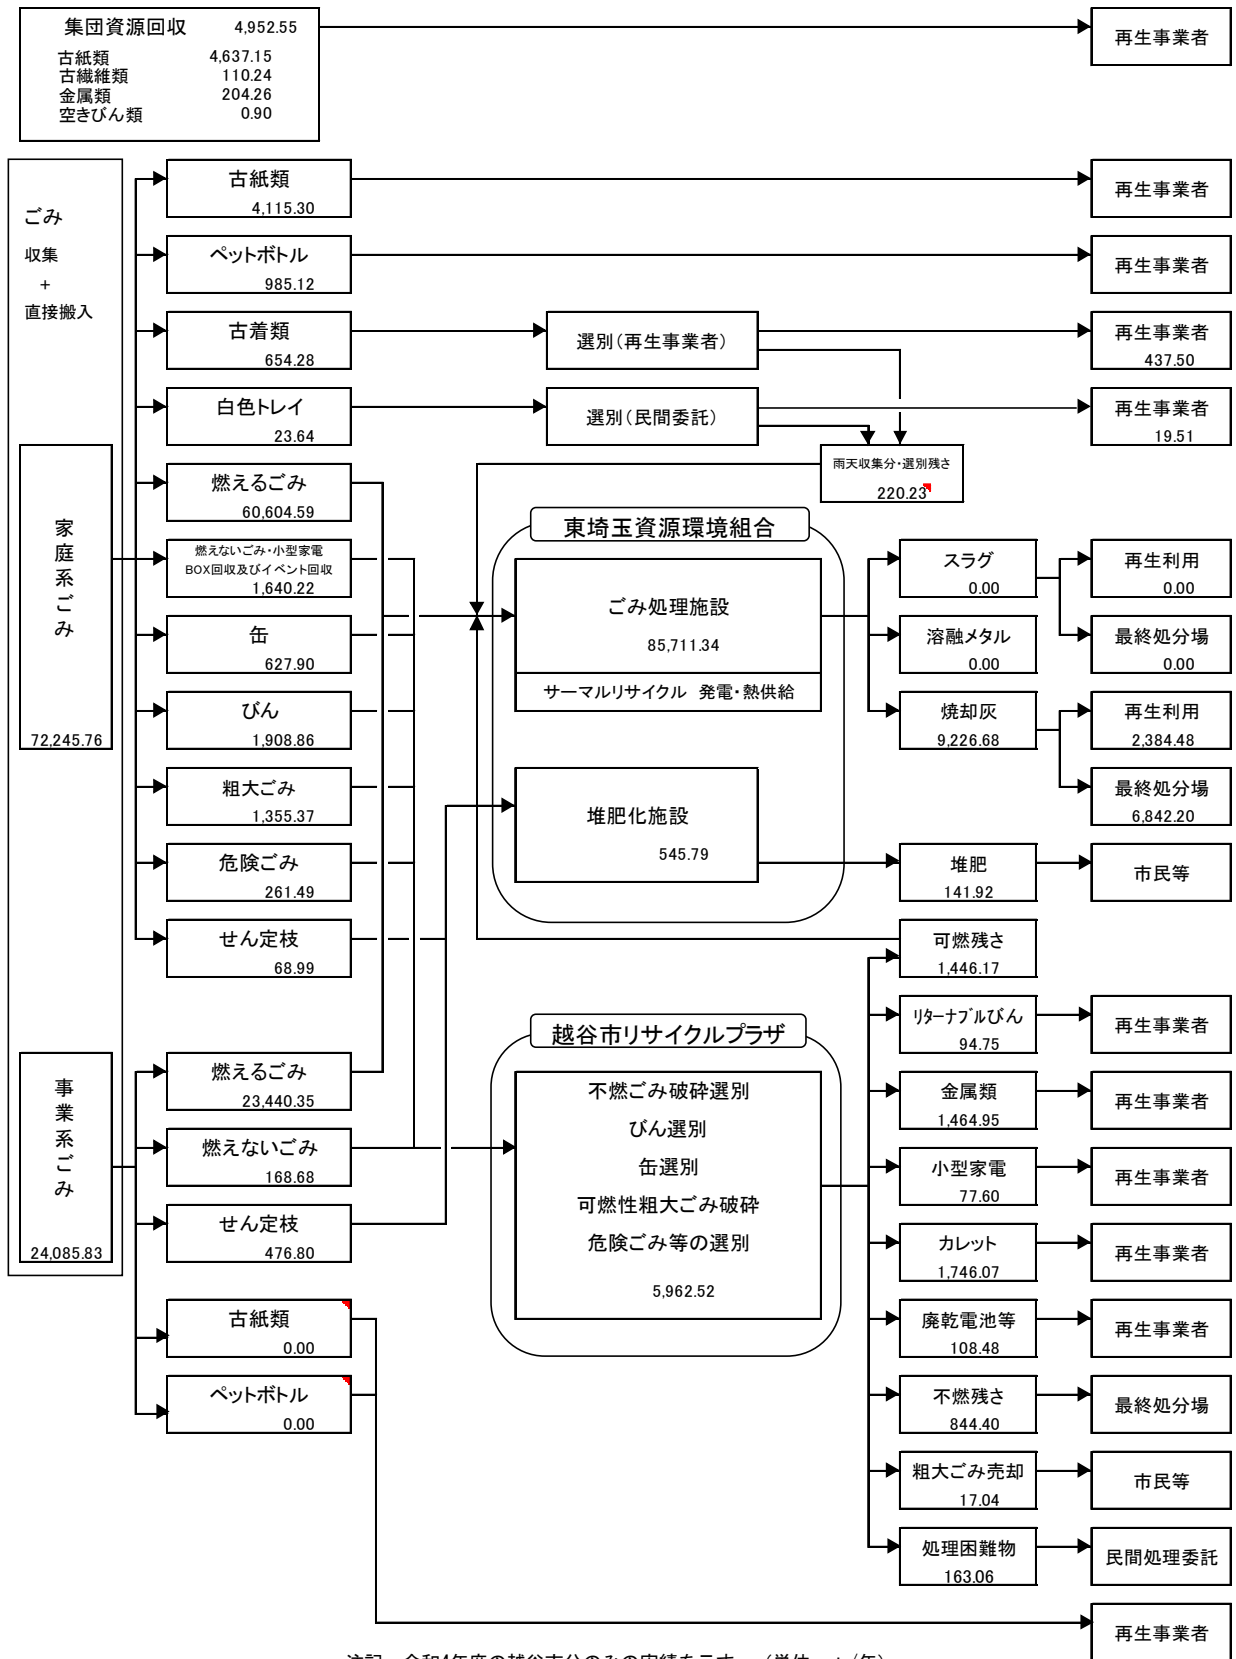 集団資源回収 4,952.55
古紙類 4,637.15
古繊維類 110.24
金属類 204.26
空きびん類 0.90
再生事業者
ごみ
収集
+
直接搬入
家庭系ごみ
72,245.76
事業系ごみ
24,085.83
古紙類
4,115.30
再生事業者
ペットボトル
985.12
再生事業者
古着類
654.28
選別(再生事業者)
再生事業者
437.50
白色トレイ
23.64
選別(民間委託)
再生事業者
19.51
雨天収集分・選別残さ
220.23
燃えるごみ
60,604.59
燃えないごみ・小型家電
BOX回収及びイベント回収
1,640.22
缶
627.90
びん
1,908.86
粗大ごみ
1,355.37
危険ごみ
261.49
せん定枝
68.99
東埼玉資源環境組合
ごみ処理施設
85,711.34
サーマルリサイクル 発電・熱供給
堆肥化施設
545.79
スラグ
0.00
再生利用
0.00
最終処分場
0.00
溶融メタル
0.00
焼却灰
9,226.68
再生利用
2,384.48
最終処分場
6,842.20
堆肥
141.92
市民等
燃えるごみ
23,440.35
燃えないごみ
168.68
せん定枝
476.80
古紙類
0.00
ペットボトル
0.00
越谷市リサイクルプラザ
不燃ごみ破砕選別
びん選別
缶選別
可燃性粗大ごみ破砕
危険ごみ等の選別
5,962.52
可燃残さ
1,446.17
リターナブルびん
94.75
再生事業者
金属類
1,464.95
再生事業者
小型家電
77.60
再生事業者
カレット
1,746.07
再生事業者
廃乾電池等
108.48
再生事業者
不燃残さ
844.40
最終処分場
粗大ごみ売却
17.04
市民等
処理困難物
163.06
民間処理委託
再生事業者